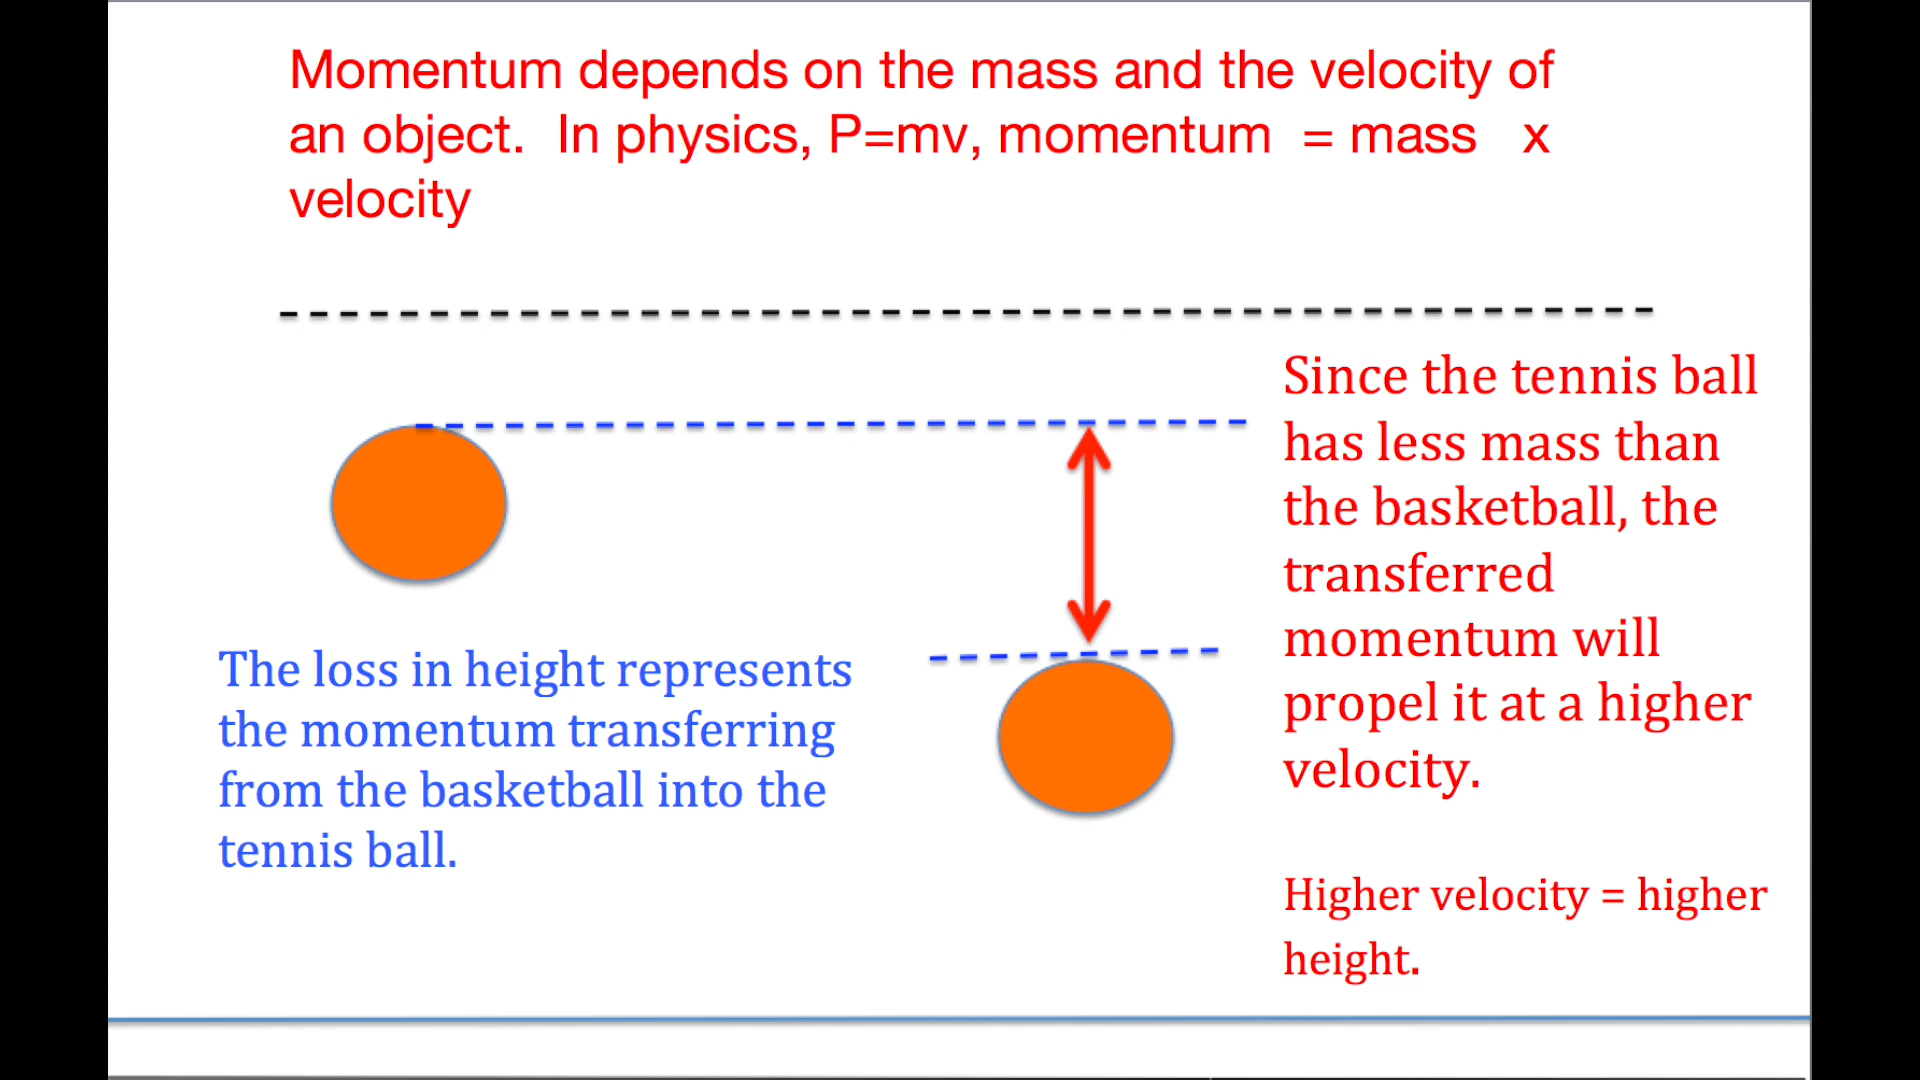 Momentum depends on the mass and the velocity of
an object. In physics, P=mv, momentum = mass x
velocity
Since the tennis ball
has less mass than
the basketball, the
transferred
momentum will
propel it at a higher
velocity.
The loss in height represents
the momentum transferring
from the basketball into the
tennis ball.
Higher velocity = higher
height.